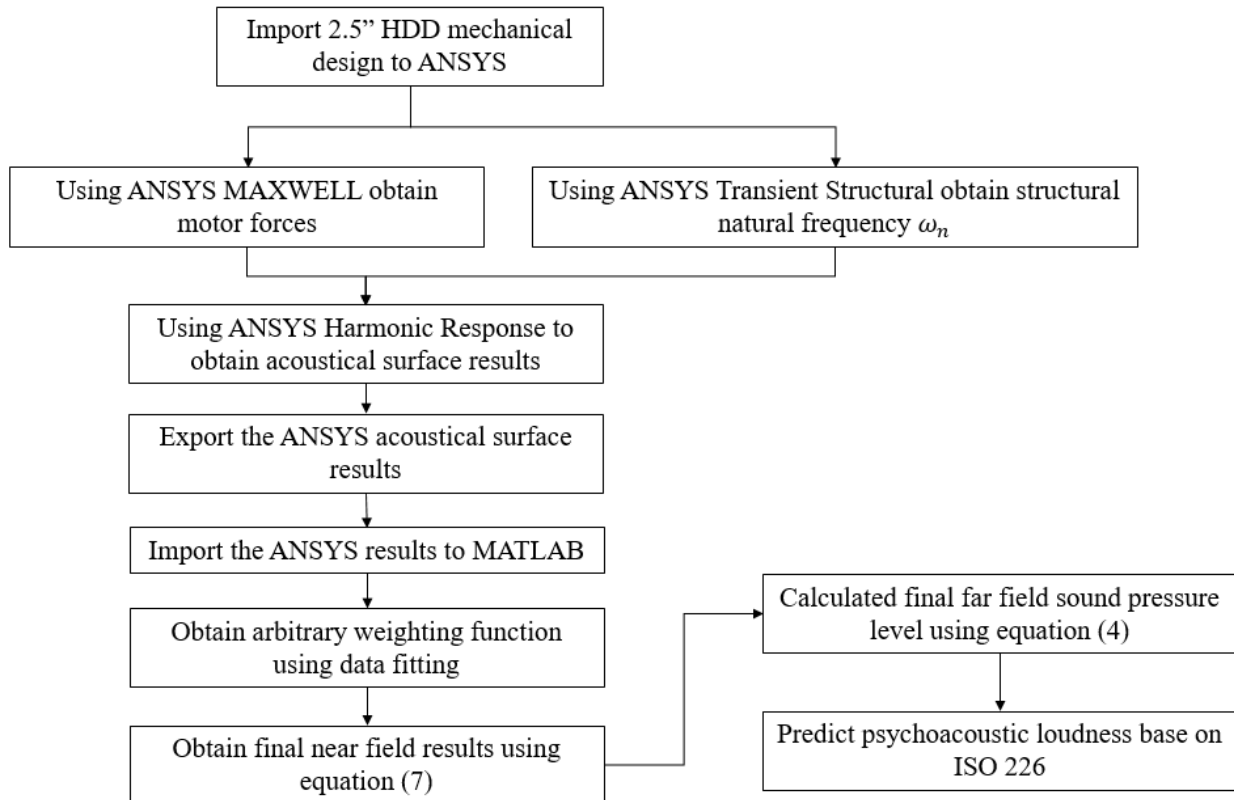 Import 2.5” HDD mechanical
design to ANSYS
Using ANSYS MAXWELL obtain
motor forces
Using ANSYS Transient Structural obtain structural
natural frequency ωₙ
Using ANSYS Harmonic Response to
obtain acoustical surface results
Export the ANSYS acoustical surface
results
Import the ANSYS results to MATLAB
Obtain arbitrary weighting function
using data fitting
Obtain final near field results using
equation (7)
Calculated final far field sound pressure
level using equation (4)
Predict psychoacoustic loudness base on
ISO 226